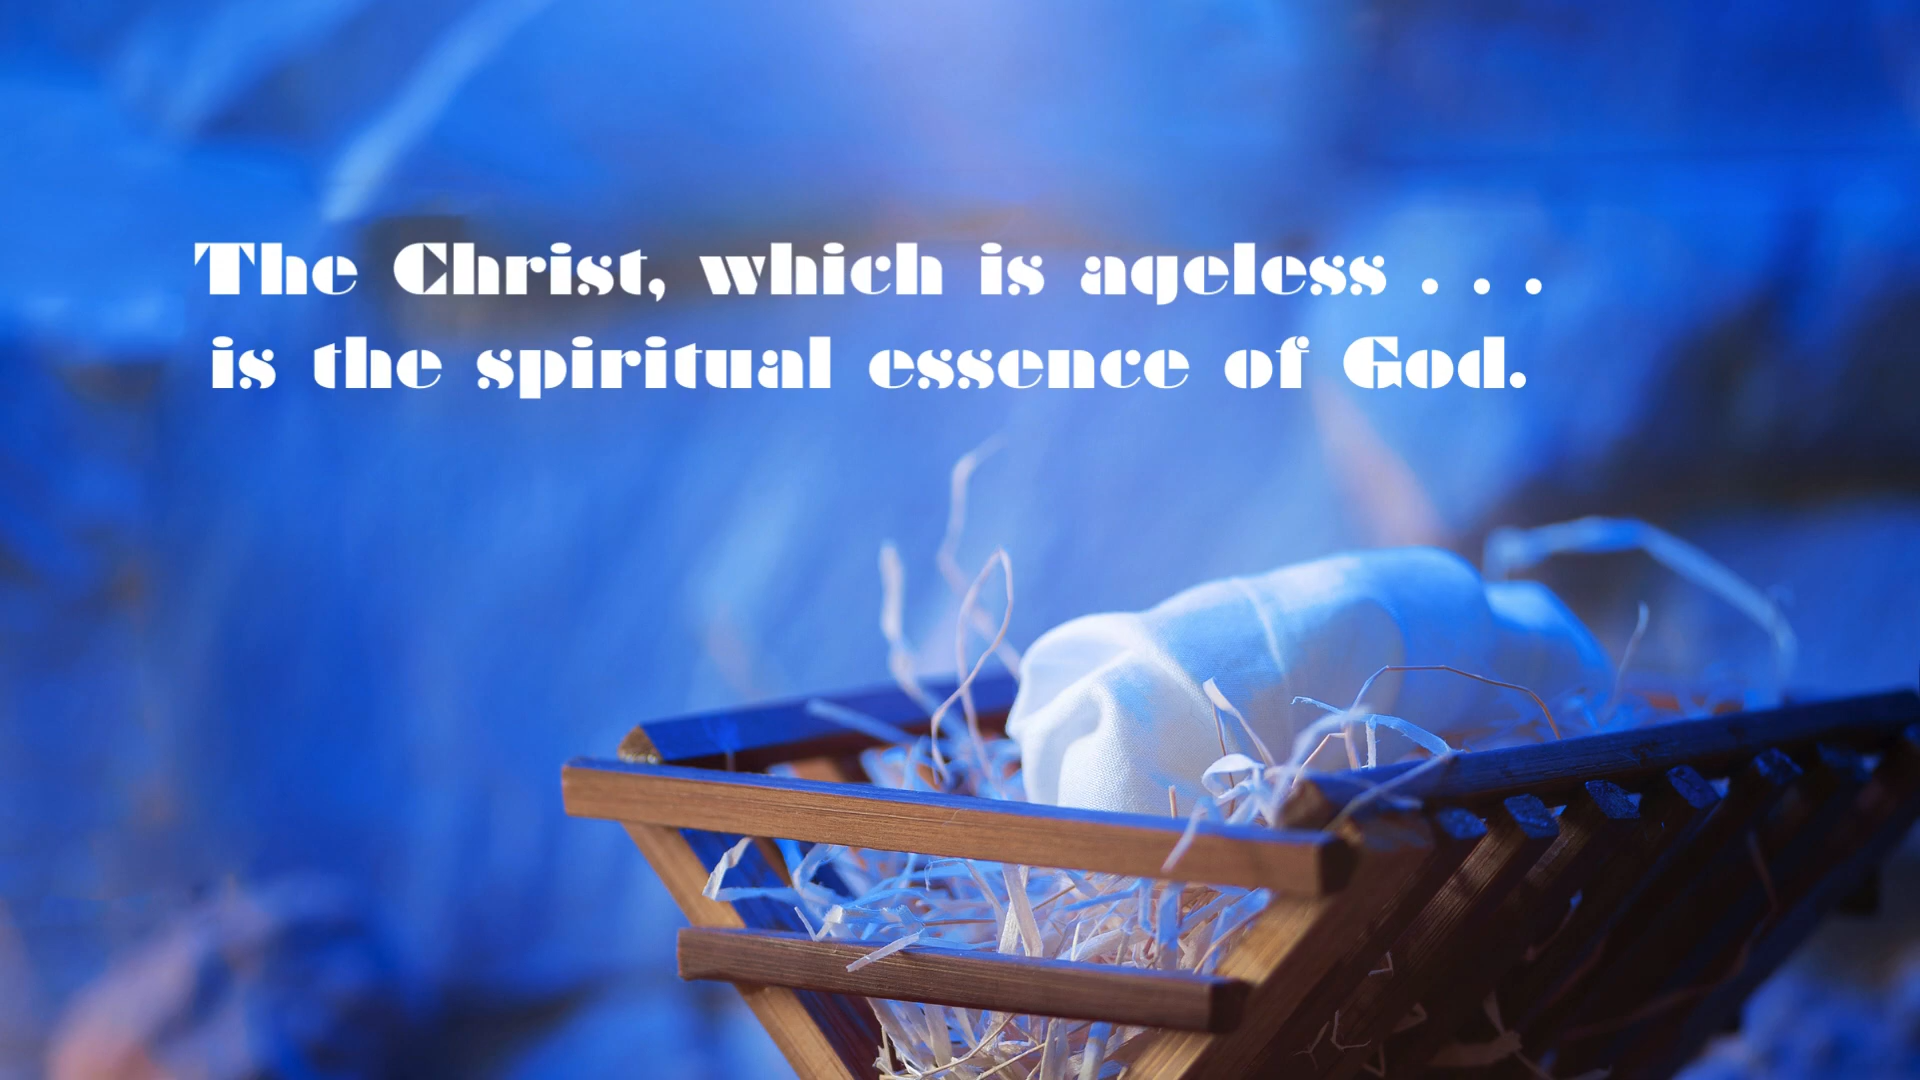 The Christ, which is ageless . . .
is the spiritual essence of God.